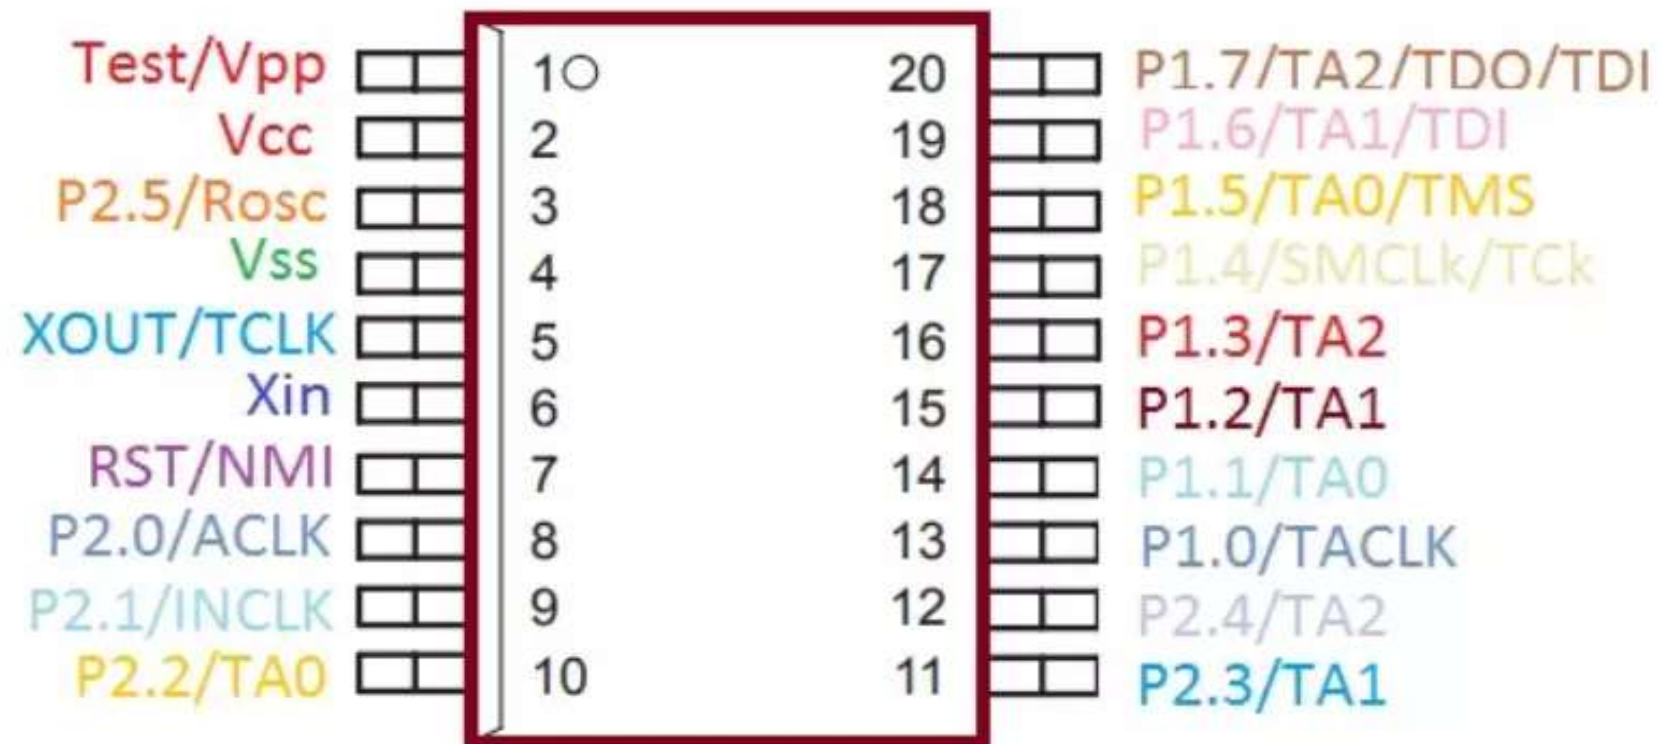 Test/Vpp 1 20 P1.7/TA2/TDO/TDI
Vcc 2 19 P1.6/TA1/TDI
P2.5/Rosc 3 18 P1.5/TA0/TMS
Vss 4 17 P1.4/SMCLk/TCk
XOUT/TCLK 5 16 P1.3/TA2
Xin 6 15 P1.2/TA1
RST/NMI 7 14 P1.1/TA0
P2.0/ACLK 8 13 P1.0/TACLK
P2.1/INCLK 9 12 P2.4/TA2
P2.2/TA0 10 11 P2.3/TA1